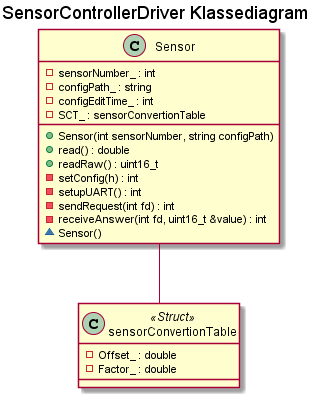 SensorControllerDriver Klassediagram
C Sensor
sensorNumber_ : int
configPath_ : string
configEditTime_ : int
SCT_ : sensorConvertionTable
Sensor(int sensorNumber, string configPath)
read() : double
readRaw() : uint16_t
setConfig(h) : int
setupUART() : int
sendRequest(int fd) : int
receiveAnswer(int fd, uint16_t &value) : int
Sensor()
«Struct»
C sensorConvertionTable
Offset_ : double
Factor_ : double